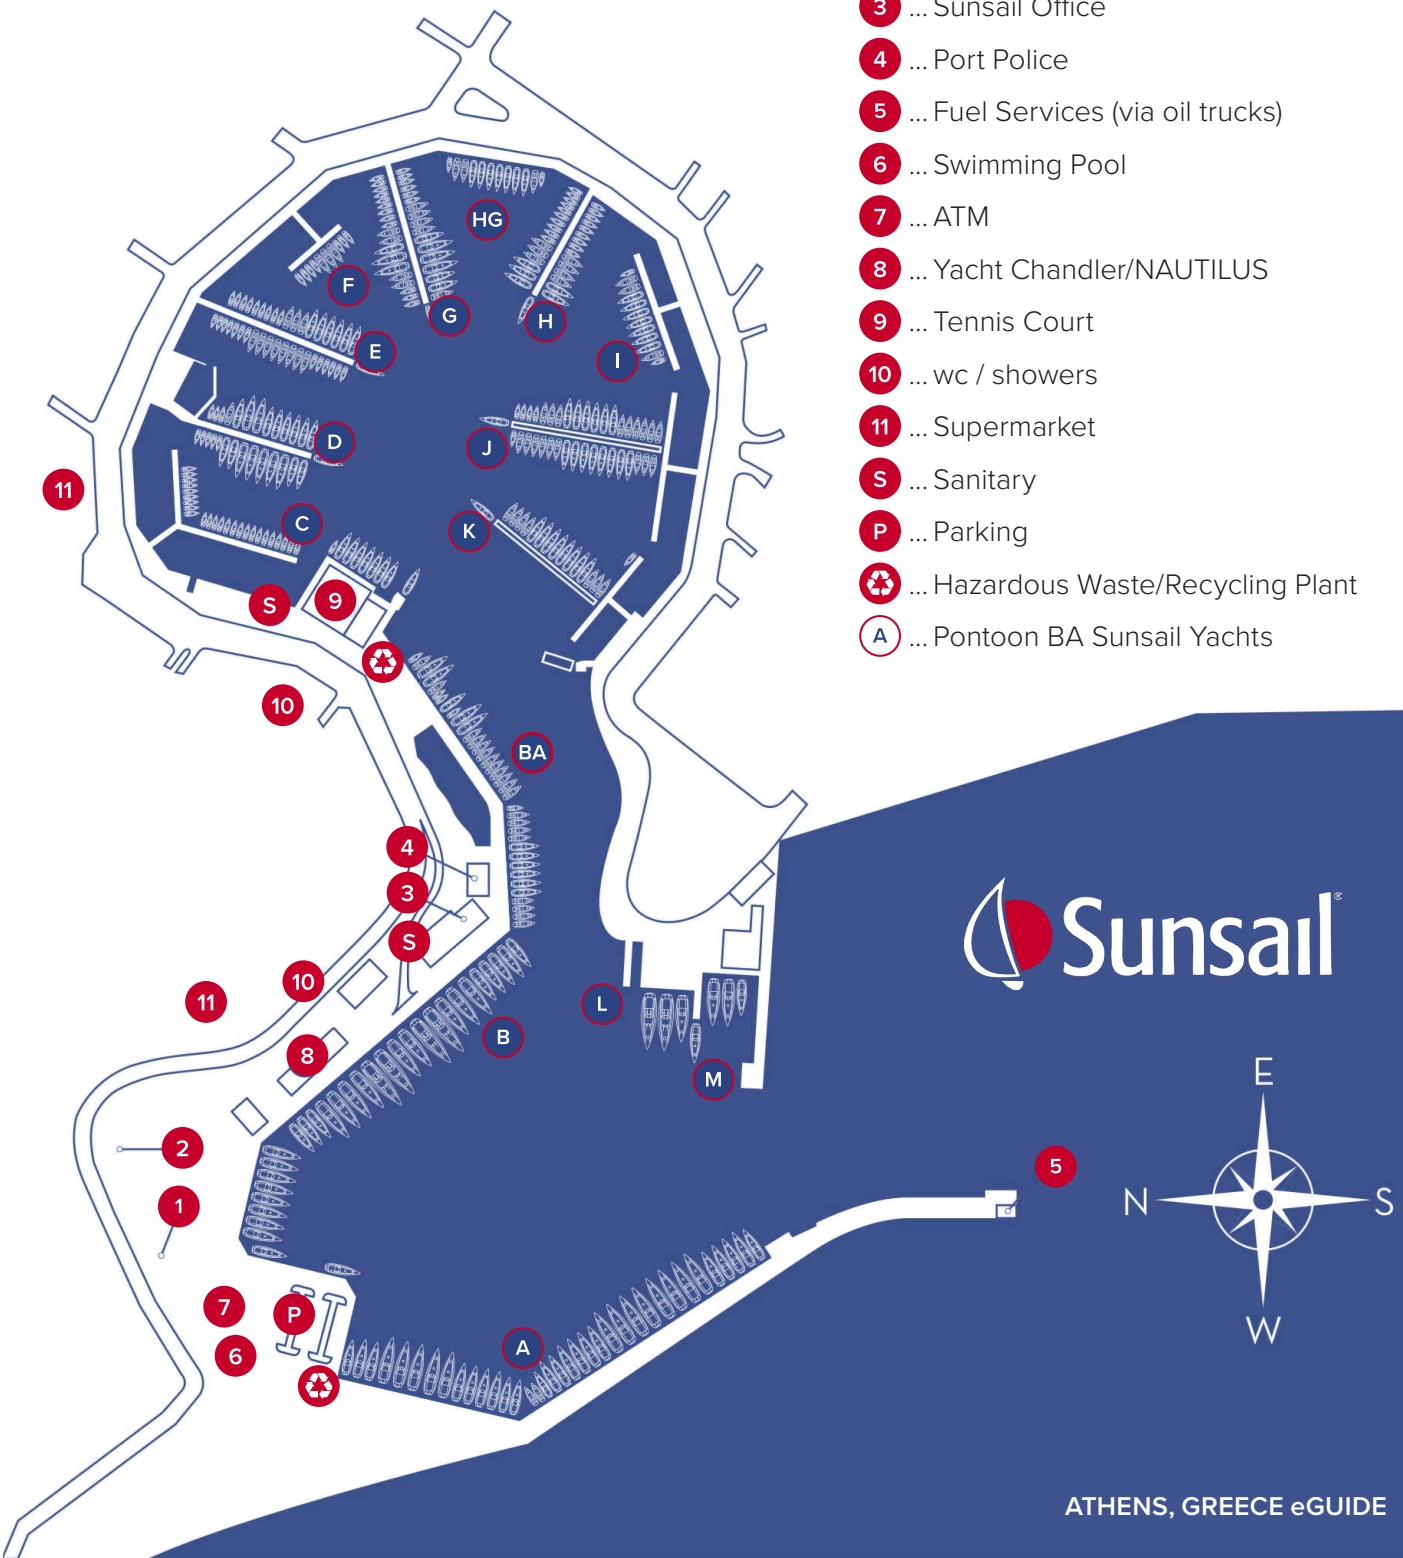 3 ... Sunsail Office
4 ... Port Police
5 ... Fuel Services (via oil trucks)
6 ... Swimming Pool
7 ... ATM
8 ... Yacht Chandler/NAUTILUS
9 ... Tennis Court
10 ... wc / showers
11 ... Supermarket
S ... Sanitary
P ... Parking
... Hazardous Waste/Recycling Plant
A ... Pontoon BA Sunsail Yachts
HG
F
G
H
E
I
D
J
11
C
K
S
9
10
BA
4
3
S
10
11
L
B
8
M
2
1
5
7
P
6
A
Sunsail®
E
N
S
W
ATHENS, GREECE eGUIDE